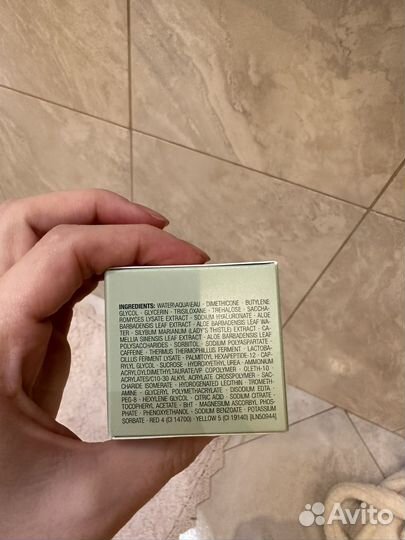 INGREDIENTS: WATER\AQUA\EAU · DIMETHICONE · BUTYLENE
GLYCOL · GLYCERIN · TRISILOXANE · TREHALOSE · SACCHA-
ROMYCES LYSATE EXTRACT · SODIUM HYALURONATE · ALOE
BARBADENSIS LEAF EXTRACT · ALOE BARBADENSIS LEAF WA-
TER · SILYBUM MARIANUM (LADY'S THISTLE) EXTRACT · CA-
MELLIA SINENSIS LEAF EXTRACT · ALOE BARBADENSIS LEAF
POLYSACCHARIDES · SORBITOL · SODIUM POLYASPARTATE ·
CAFFEINE · THERMUS THERMOPHILLUS FERMENT · LACTOBA-
CILLUS FERMENT LYSATE · PALMITOYL HEXAPEPTIDE-12 · CAP-
RYLYL GLYCOL · SUCROSE · HYDROXYETHYL UREA · AMMONIUM
ACRYLOYLDIMETHYLTAURATE/VP COPOLYMER · OLETH-10 ·
ACRYLATES/C10-30 ALKYL ACRYLATE CROSSPOLYMER · SAC-
CHARIDE ISOMERATE · HYDROGENATED LECITHIN · TROMETH-
AMINE · GLYCERYL POLYMETHACRYLATE · DISODIUM EDTA ·
PEG-8 · HEXYLENE GLYCOL · CITRIC ACID · SODIUM CITRATE ·
TOCOPHERYL ACETATE · BHT · MAGNESIUM ASCORBYL PHOS-
PHATE · PHENOXYETHANOL · SODIUM BENZOATE · POTASSIUM
SORBATE · RED 4 (CI 14700) · YELLOW 5 (CI 19140) [ILN50944]
Avito